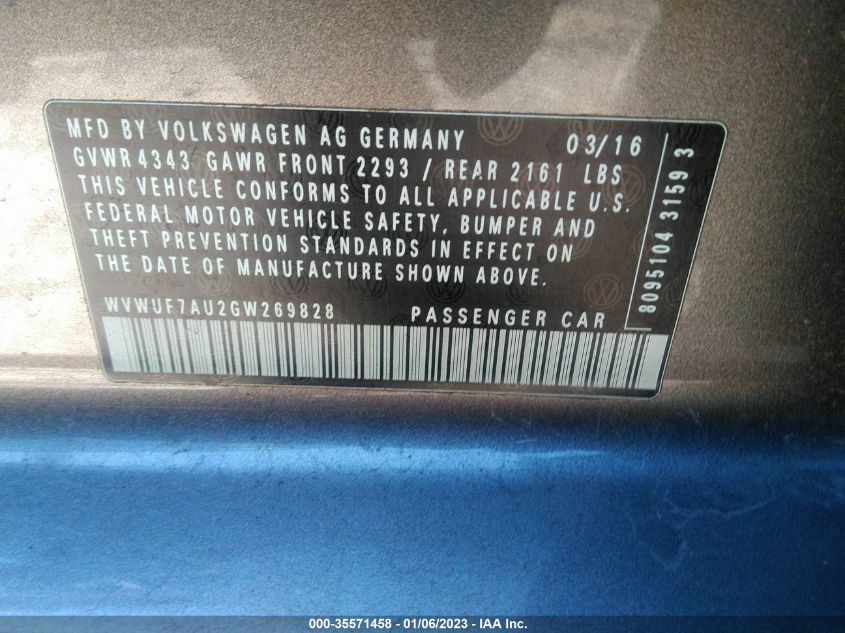 MFD BY VOLKSWAGEN AG GERMANY 03/16
GVWR 4343 GAWR FRONT 2293 / REAR 2161 LBS
THIS VEHICLE CONFORMS TO ALL APPLICABLE U.S.
FEDERAL MOTOR VEHICLE SAFETY, BUMPER AND
THEFT PREVENTION STANDARDS IN EFFECT ON
THE DATE OF MANUFACTURE SHOWN ABOVE.
WVWUF7AU2GW269828 PASSENGER CAR
8095104 3159 3
000-35571458 - 01/06/2023 - IAA Inc.